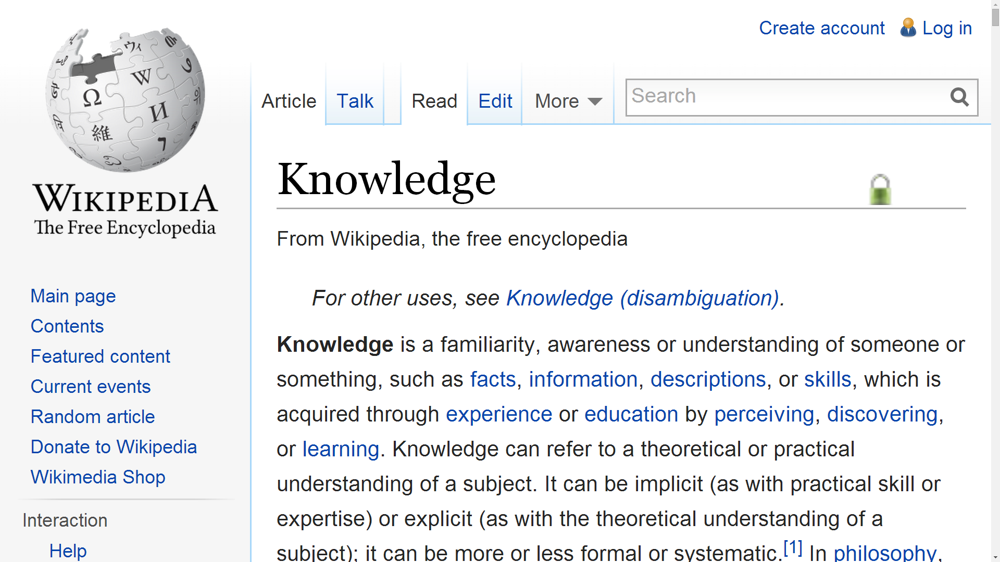 Create account Log in
Article Talk Read Edit More Search
Ω W И 維 ウィ 7
WIKIPEDIA
The Free Encyclopedia
Main page
Contents
Featured content
Current events
Random article
Donate to Wikipedia
Wikimedia Shop
Interaction
Help
Knowledge
From Wikipedia, the free encyclopedia
For other uses, see Knowledge (disambiguation).
Knowledge is a familiarity, awareness or understanding of someone or
something, such as facts, information, descriptions, or skills, which is
acquired through experience or education by perceiving, discovering,
or learning. Knowledge can refer to a theoretical or practical
understanding of a subject. It can be implicit (as with practical skill or
expertise) or explicit (as with the theoretical understanding of a
subject); it can be more or less formal or systematic.[1] In philosophy,